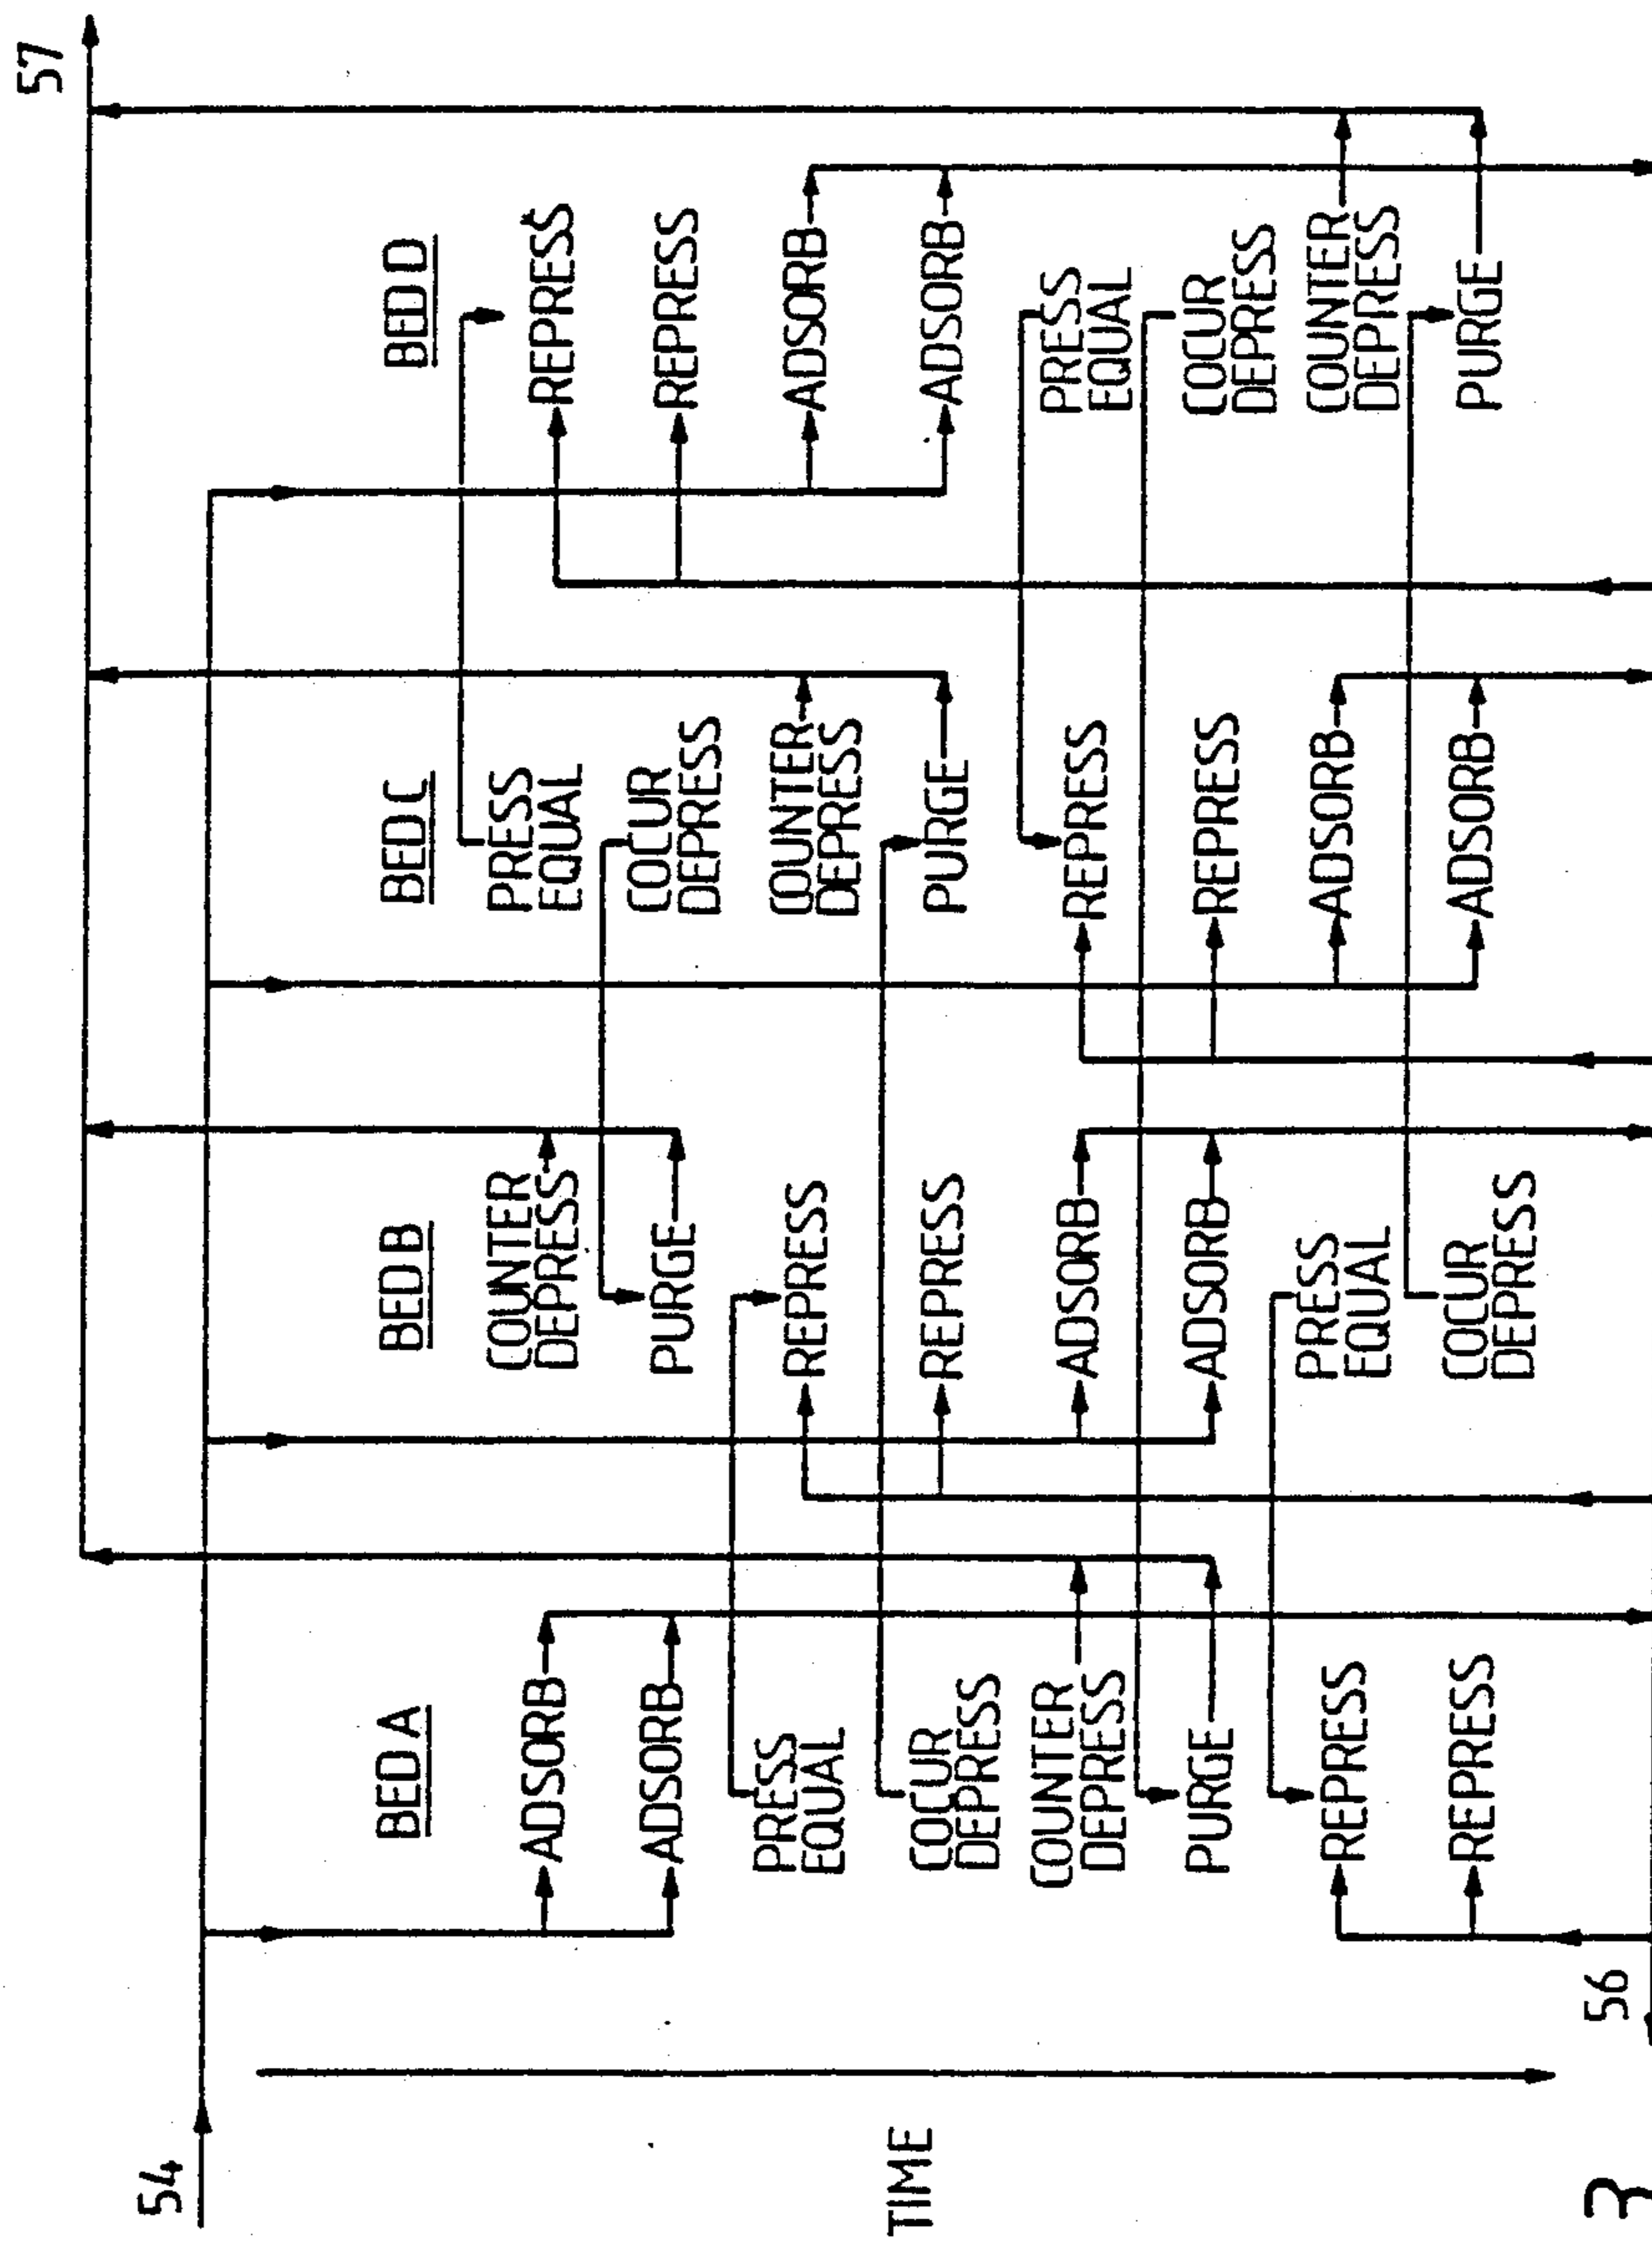 57
54
TIME
BED A
ADSORB
ADSORB
PRESS
EQUAL
COCUR
DEPRESS
COUNTER
DEPRESS
PURGE
REPRESS
REPRESS
BED B
COUNTER
DEPRESS
PURGE
REPRESS
REPRESS
ADSORB
ADSORB
PRESS
EQUAL
COCUR
DEPRESS
BED C
PRESS
EQUAL
COCUR
DEPRESS
COUNTER
DEPRESS
PURGE
REPRESS
REPRESS
ADSORB
ADSORB
BED D
REPRESS
REPRESS
ADSORB
ADSORB
PRESS
EQUAL
COCUR
DEPRESS
COUNTER
DEPRESS
PURGE
56
3